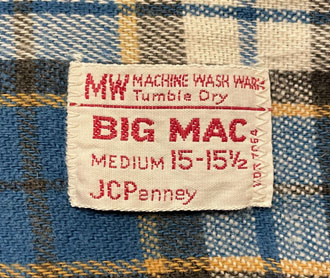 MW MACHINE WASH WARM
Tumble Dry
BIG MAC
MEDIUM 15-15½
JCPenney